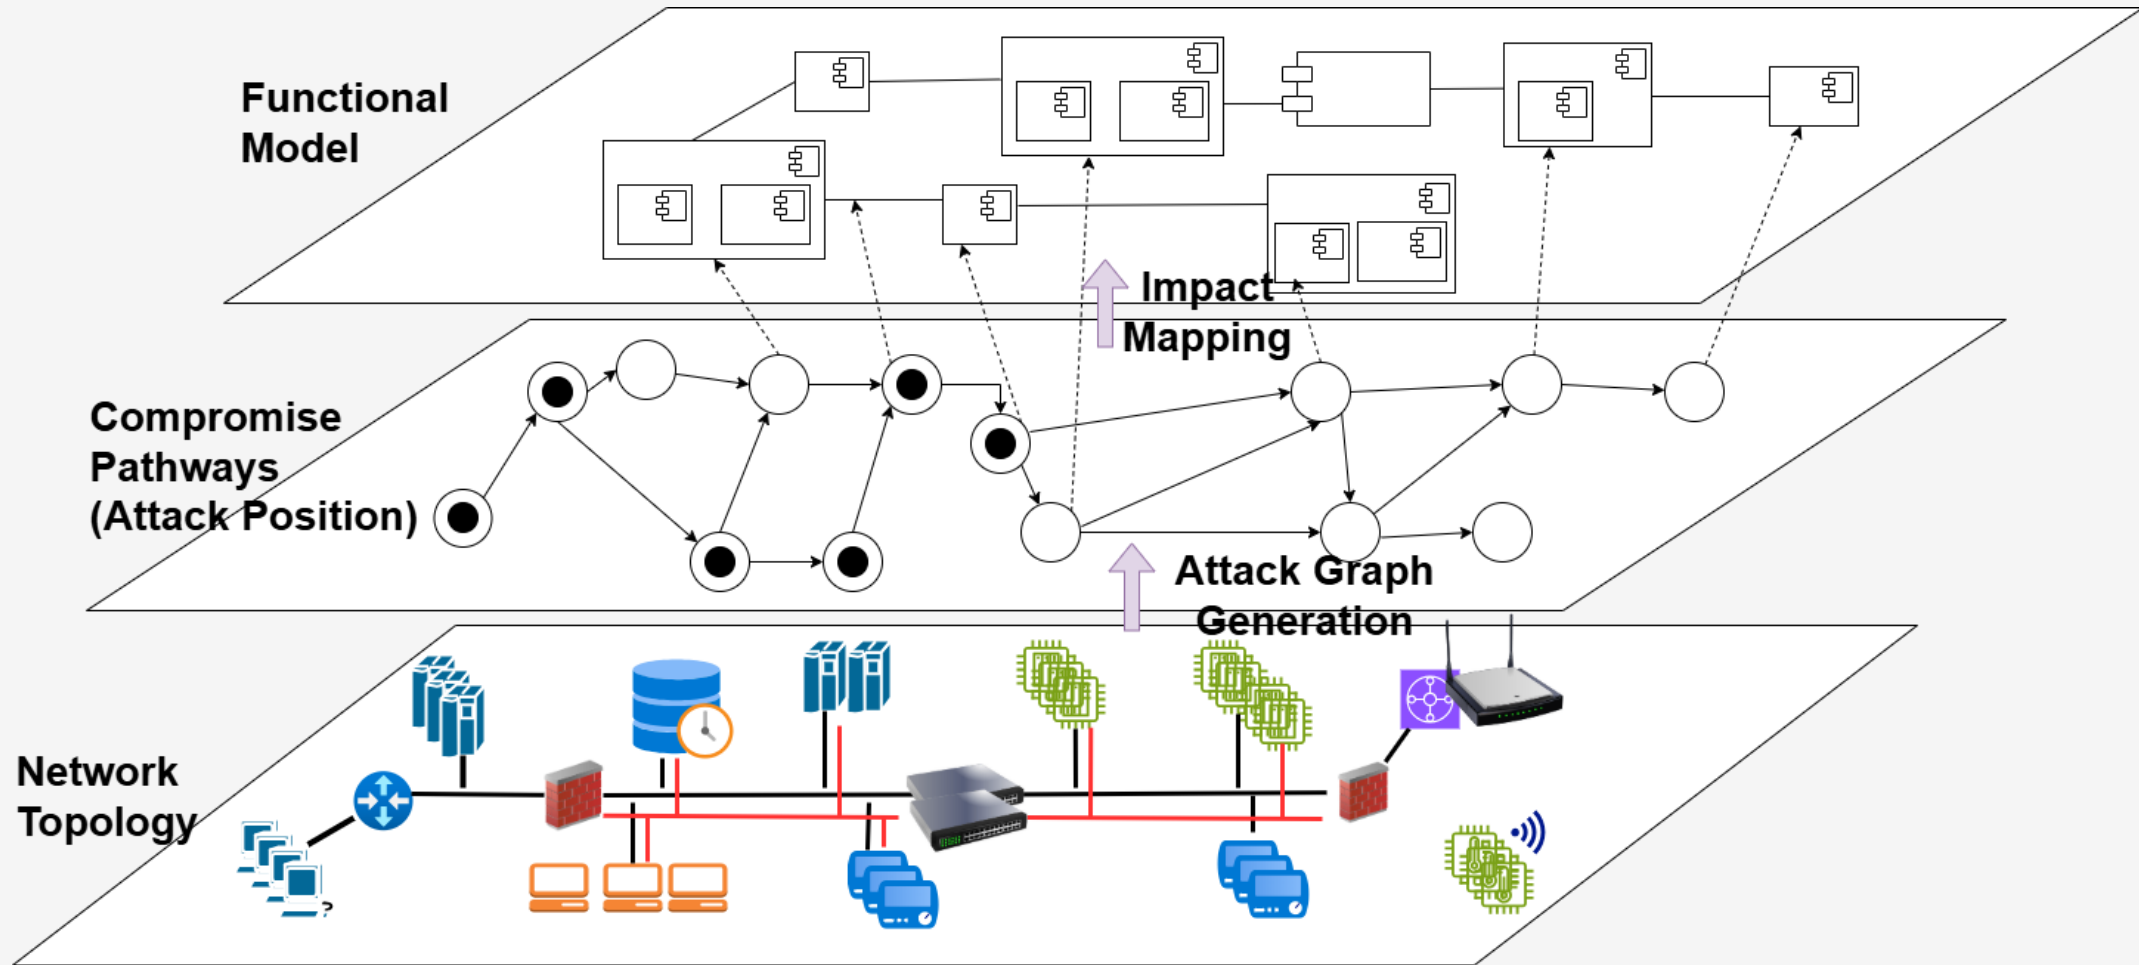 Functional
Model
Impact
Mapping
Compromise
Pathways
(Attack Position)
Attack Graph
Generation
Network
Topology
?